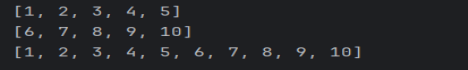 [1, 2, 3, 4, 5]
[6, 7, 8, 9, 10]
[1, 2, 3, 4, 5, 6, 7, 8, 9, 10]